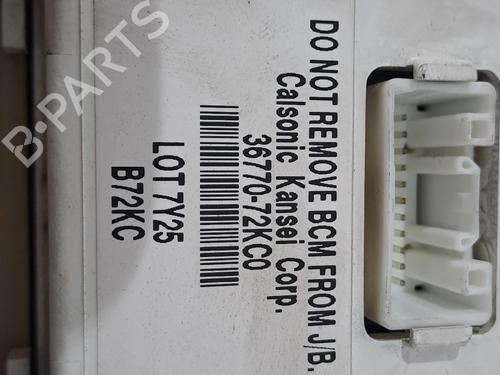 DO NOT REMOVE BCM FROM J/B.
Calsonic Kansei Corp.
36770-72KC0
LOT 7Y25
B72KC
B-PARTS